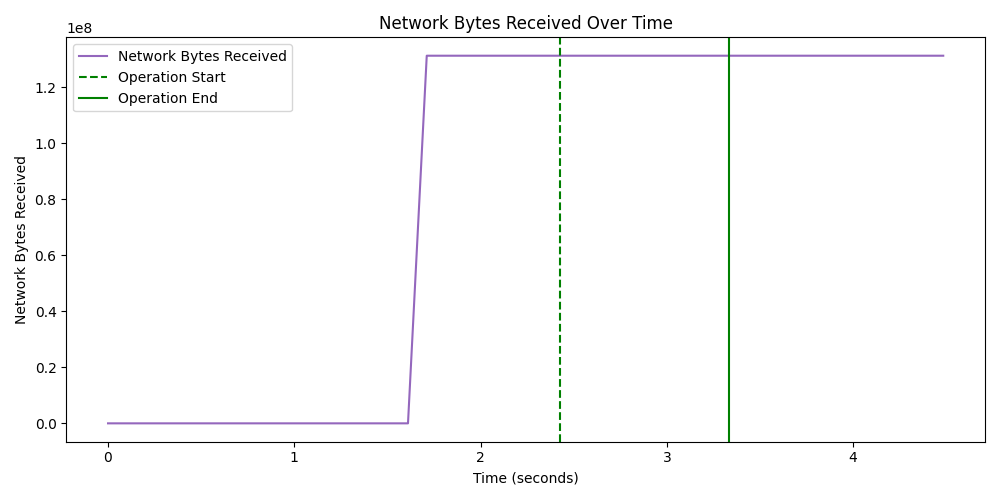 Network Bytes Received Over Time
1e8
Network Bytes Received
Operation Start
Operation End
Network Bytes Received
1.2
1.0
0.8
0.6
0.4
0.2
0.0
0 1 2 3 4
Time (seconds)